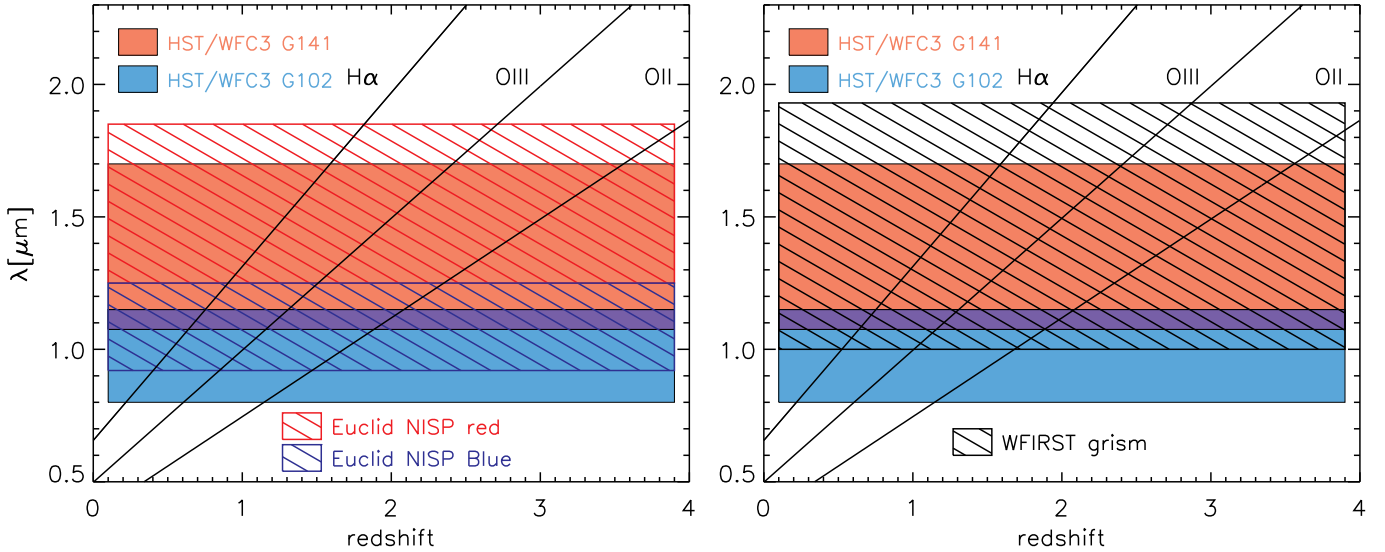 HST/WFC3 G141
HST/WFC3 G102
Hα
OIII
OII
2.0
1.5
1.0
0.5
λ[μm]
Euclid NISP red
Euclid NISP Blue
0
1
2
3
4
redshift
HST/WFC3 G141
HST/WFC3 G102
Hα
OIII
OII
2.0
1.5
1.0
0.5
WFIRST grism
0
1
2
3
4
redshift